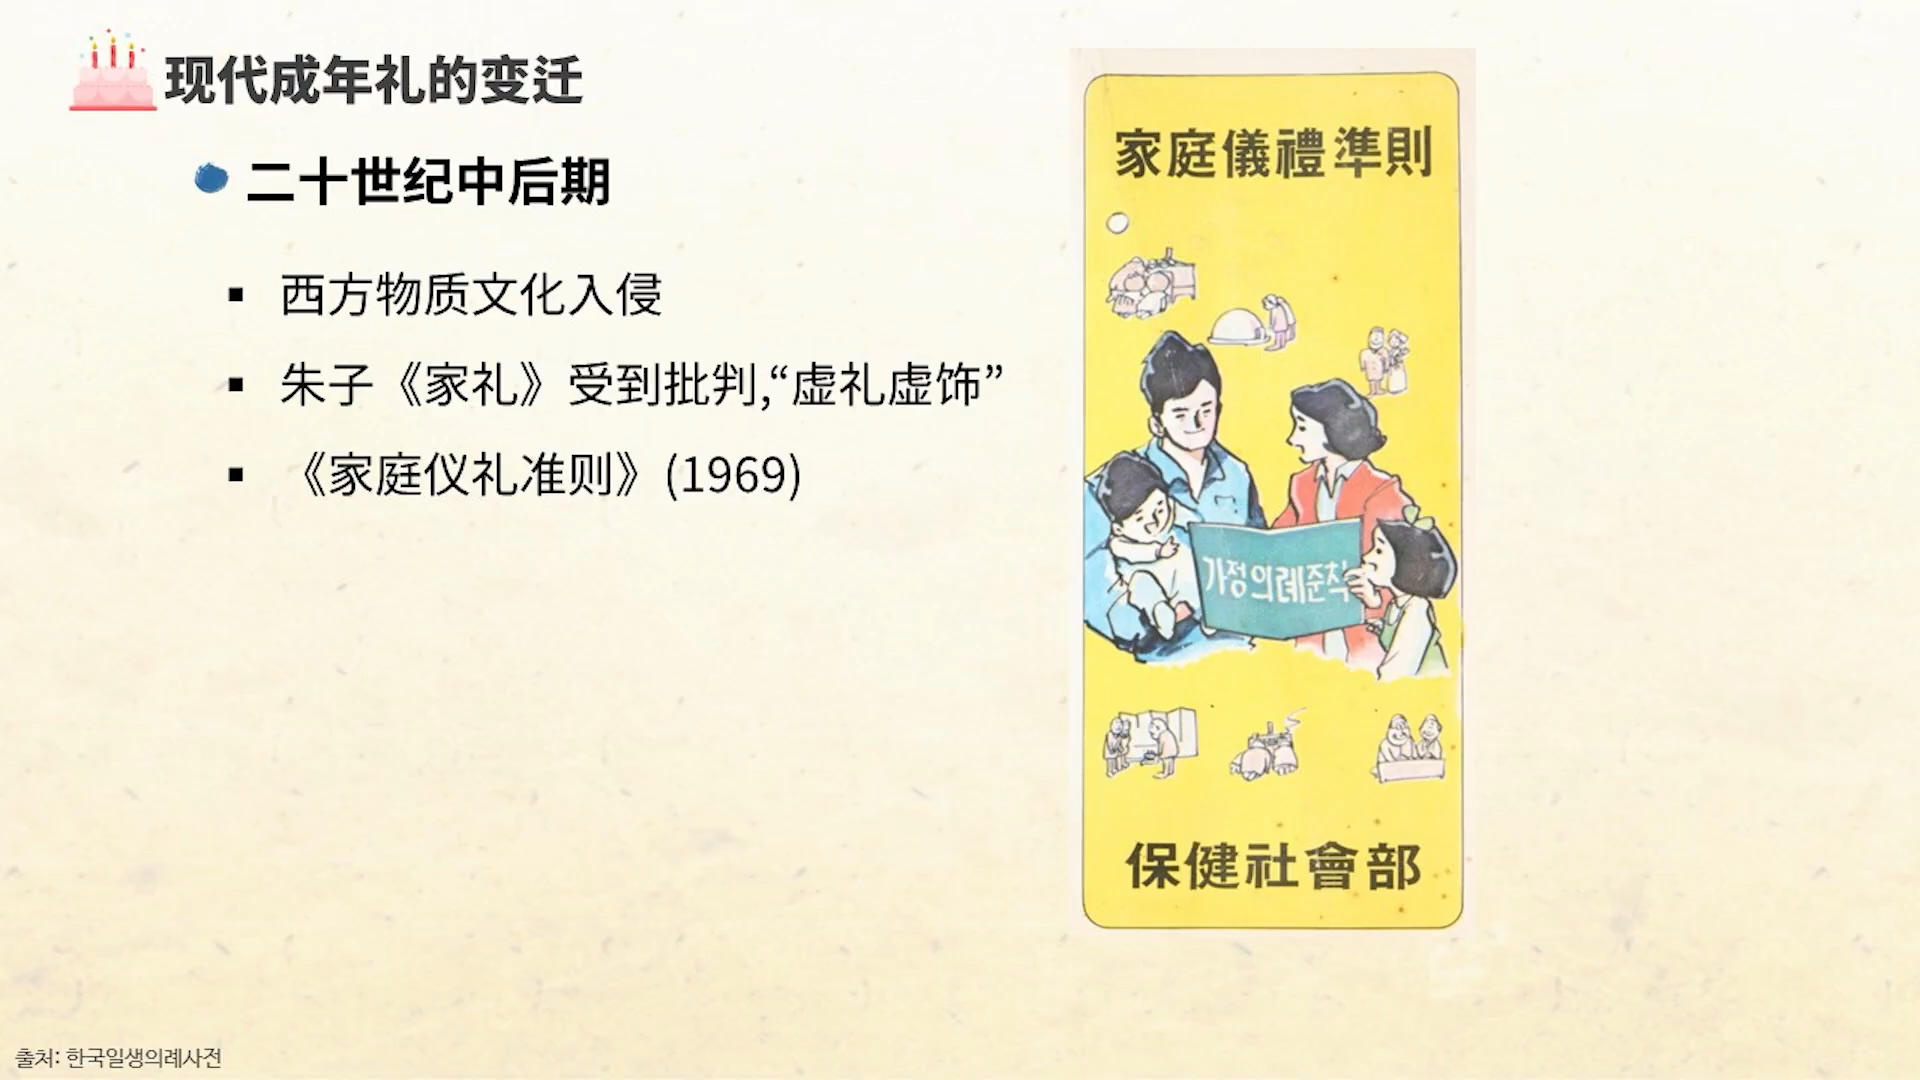 现代成年礼的变迁
二十世纪中后期
▪ 西方物质文化入侵
▪ 朱子《家礼》受到批判,“虚礼虚饰”
▪ 《家庭仪礼准则》(1969)
家庭儀禮準則
가정의례준칙
保健社會部
출처: 한국일생의례사전